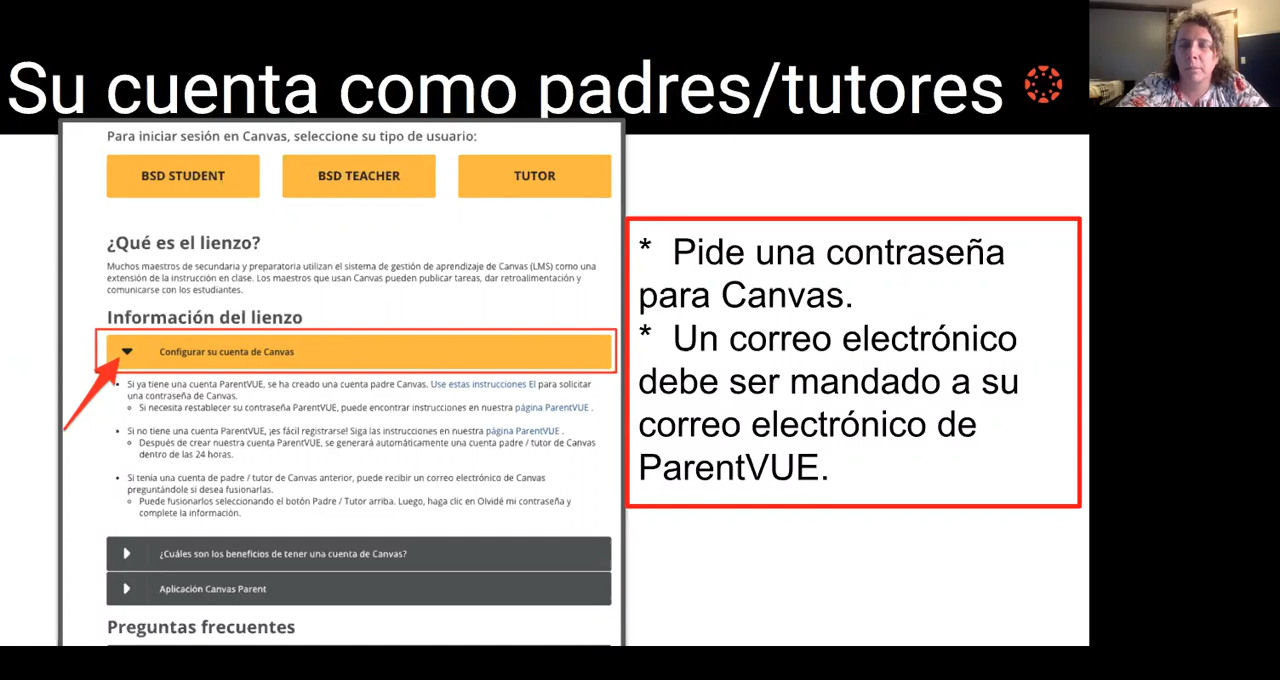 Su cuenta como padres/tutores
Para iniciar sesión en Canvas, seleccione su tipo de usuario:
BSD STUDENT
BSD TEACHER
TUTOR
¿Qué es el lienzo?
Muchos maestros de secundaria y preparatoria utilizan el sistema de gestión de aprendizaje de Canvas (LMS) como una
extensión de la instrucción en clase. Los maestros que usan Canvas pueden publicar tareas, dar retroalimentación y
comunicarse con los estudiantes.
Información del lienzo
Configurar su cuenta de Canvas
Si ya tiene una cuenta ParentVUE, se ha creado una cuenta padre Canvas. Use estas instrucciones El para solicitar
una contraseña de Canvas.
Si necesita restablecer su contraseña ParentVUE, puede encontrar instrucciones en nuestra página ParentVUE .
Si no tiene una cuenta ParentVUE, ¡es fácil registrarse! Siga las instrucciones en nuestra página ParentVUE .
Después de crear nuestra cuenta ParentVUE, se generará automáticamente una cuenta padre / tutor de Canvas
dentro de las 24 horas.
Si tenía una cuenta de padre / tutor de Canvas anterior, puede recibir un correo electrónico de Canvas
preguntándole si desea fusionarlas.
Puede fusionarlos seleccionando el botón Padre / Tutor arriba. Luego, haga clic en Olvidé mi contraseña y
complete la información.
¿Cuáles son los beneficios de tener una cuenta de Canvas?
Aplicación Canvas Parent
Preguntas frecuentes
* Pide una contraseña
para Canvas.
* Un correo electrónico
debe ser mandado a su
correo electrónico de
ParentVUE.